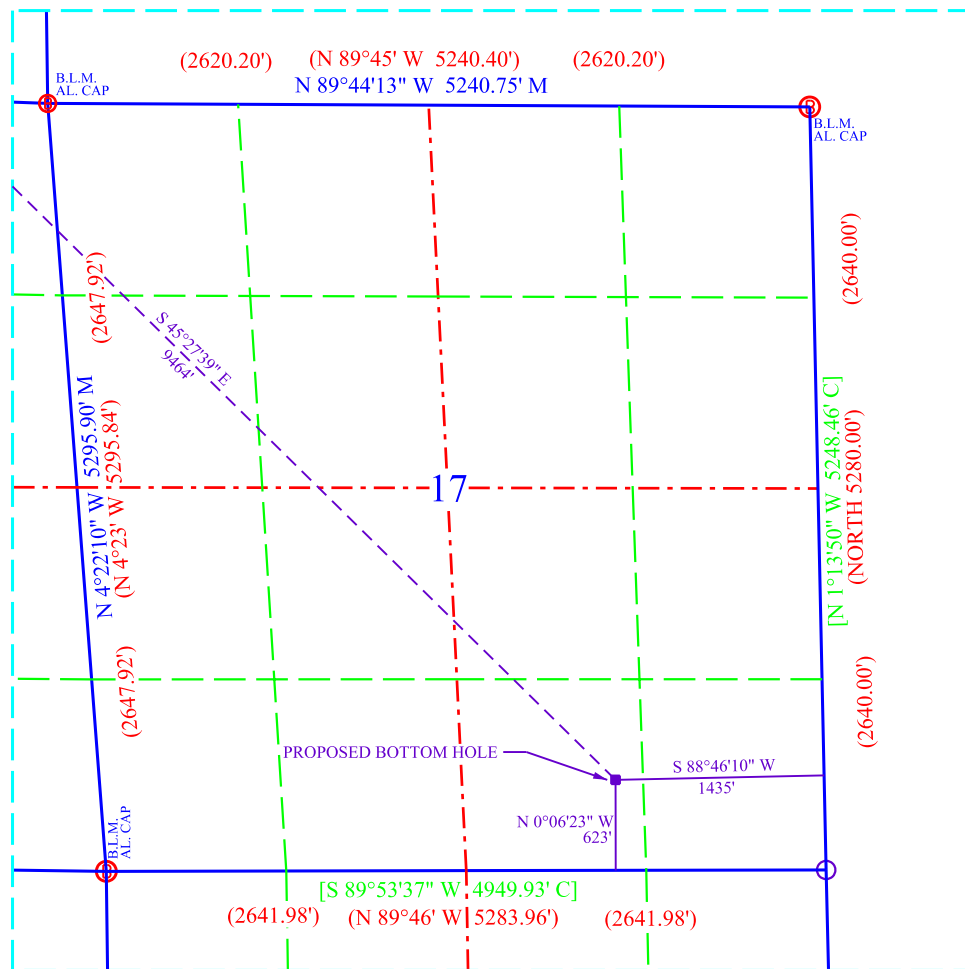 (2620.20')
(N 89°45' W 5240.40')
(2620.20')
N 89°44'13" W 5240.75' M
B.L.M.
AL. CAP
B
B
B.L.M.
AL. CAP
(2647.92')
(2640.00')
S 45°27'39" E
9464'
N 4°22'10" W 5295.90' M
(N 4°23' W 5295.84')
17
[N 1°13'50" W 5248.46' C]
(NORTH 5280.00')
(2647.92')
(2640.00')
PROPOSED BOTTOM HOLE
S 88°46'10" W
1435'
N 0°06'23" W
623'
B.L.M.
AL. CAP
B
[S 89°53'37" W 4949.93' C]
(2641.98')
(N 89°46' W 5283.96')
(2641.98')